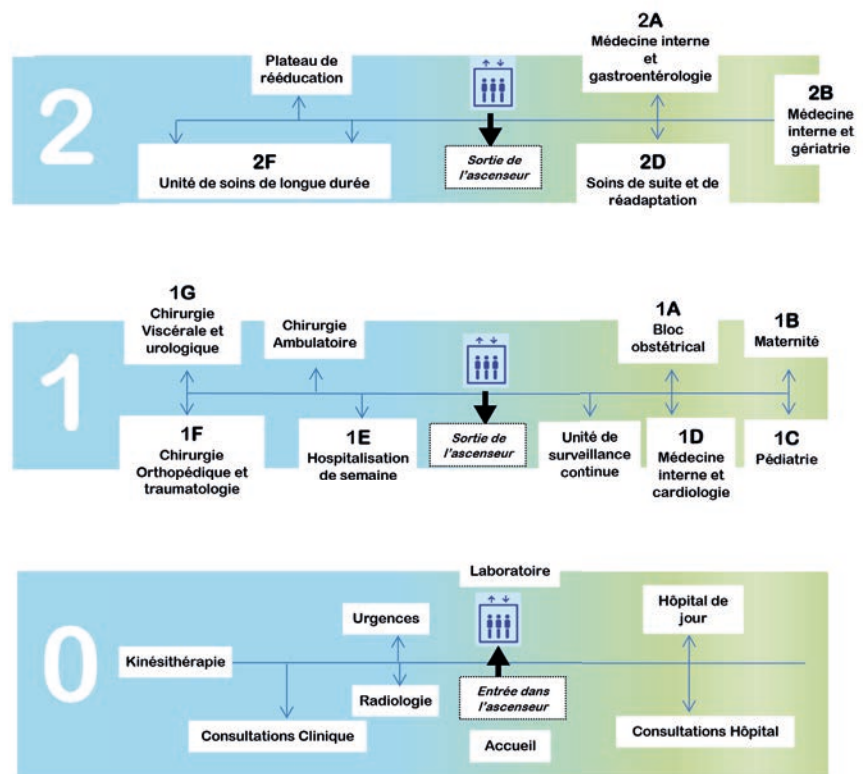 2
Plateau de
rééducation
2A
Médecine interne
et
gastroentérologie
2B
Médecine
interne et
gériatrie
2F
Unité de soins de longue durée
Sortie de
l'ascenseur
2D
Soins de suite et de
réadaptation
1
1G
Chirurgie
Viscérale et
urologique
Chirurgie
Ambulatoire
1A
Bloc
obstétrical
1B
Maternité
1F
Chirurgie
Orthopédique et
traumatologie
1E
Hospitalisation
de semaine
Sortie de
l'ascenseur
Unité de
surveillance
continue
1D
Médecine
interne et
cardiologie
1C
Pédiatrie
0
Laboratoire
Urgences
Hôpital de
jour
Kinésithérapie
Radiologie
Entrée dans
l'ascenseur
Consultations Clinique
Accueil
Consultations Hôpital